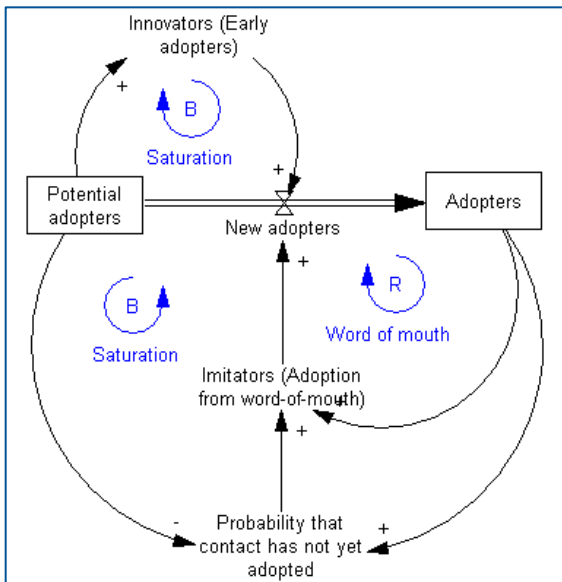 Innovators (Early
adopters)
+
B
Saturation
+
Potential
adopters
Adopters
New adopters
+
B
R
Saturation
Word of mouth
Imitators (Adoption
from word-of-mouth)
+
+
-
Probability that
+
contact has not yet
adopted